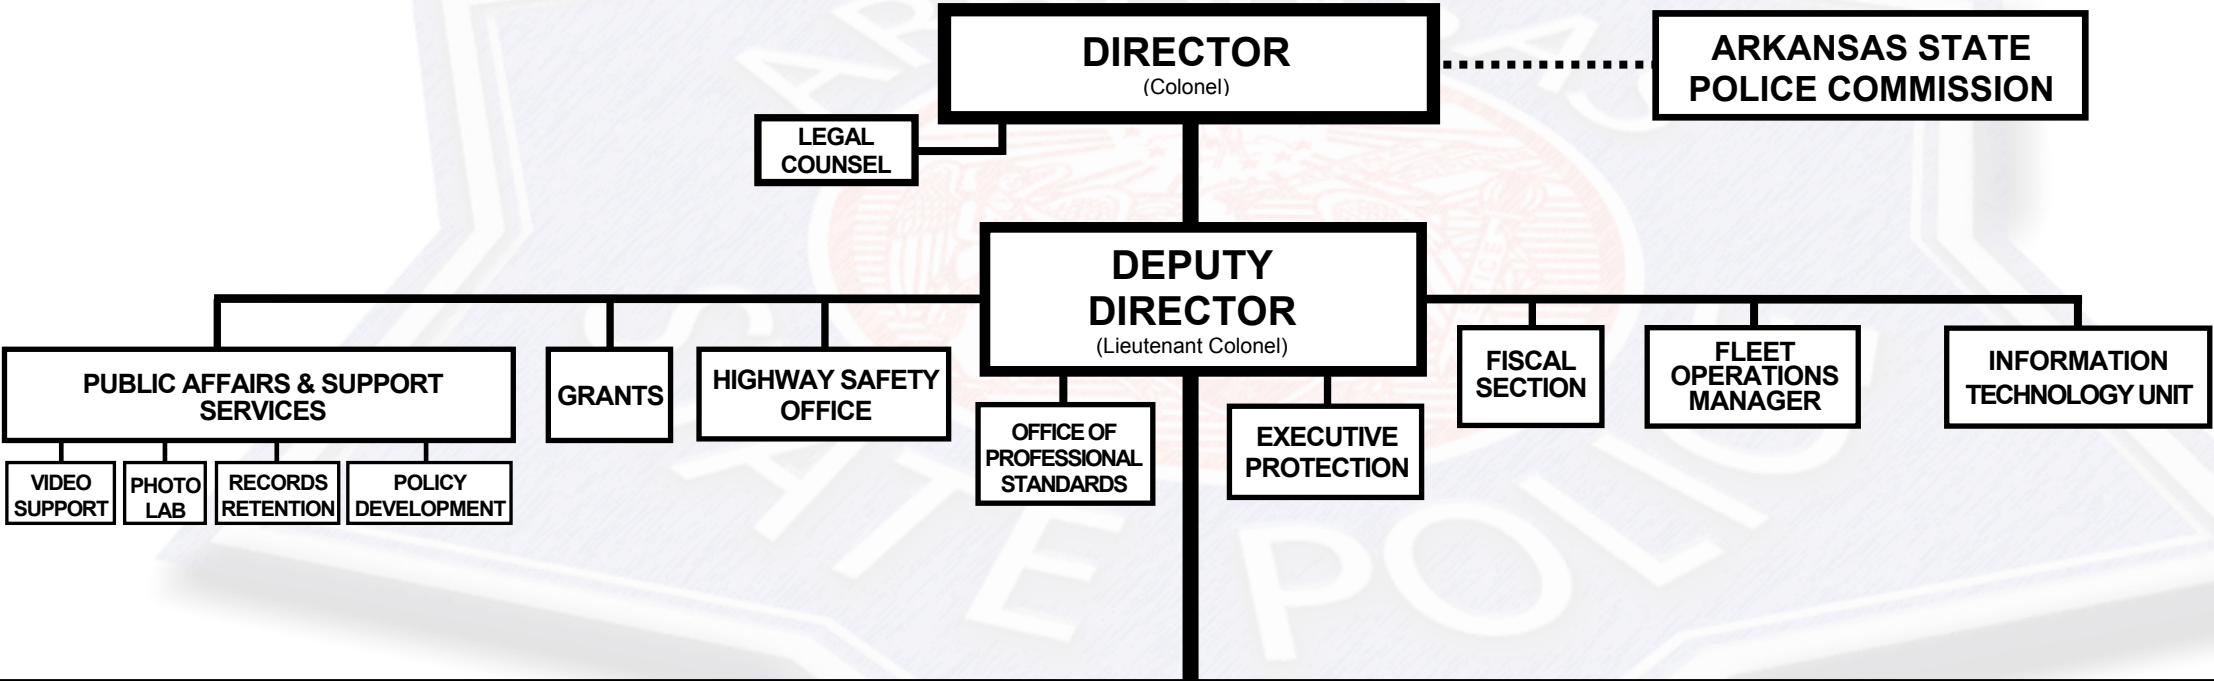 DIRECTOR
(Colonel)
ARKANSAS STATE
POLICE COMMISSION
LEGAL
COUNSEL
DEPUTY
DIRECTOR
(Lieutenant Colonel)
PUBLIC AFFAIRS & SUPPORT
SERVICES
GRANTS
HIGHWAY SAFETY
OFFICE
FISCAL
SECTION
FLEET
OPERATIONS
MANAGER
INFORMATION
TECHNOLOGY UNIT
OFFICE OF
PROFESSIONAL
STANDARDS
EXECUTIVE
PROTECTION
VIDEO
SUPPORT
PHOTO
LAB
RECORDS
RETENTION
POLICY
DEVELOPMENT